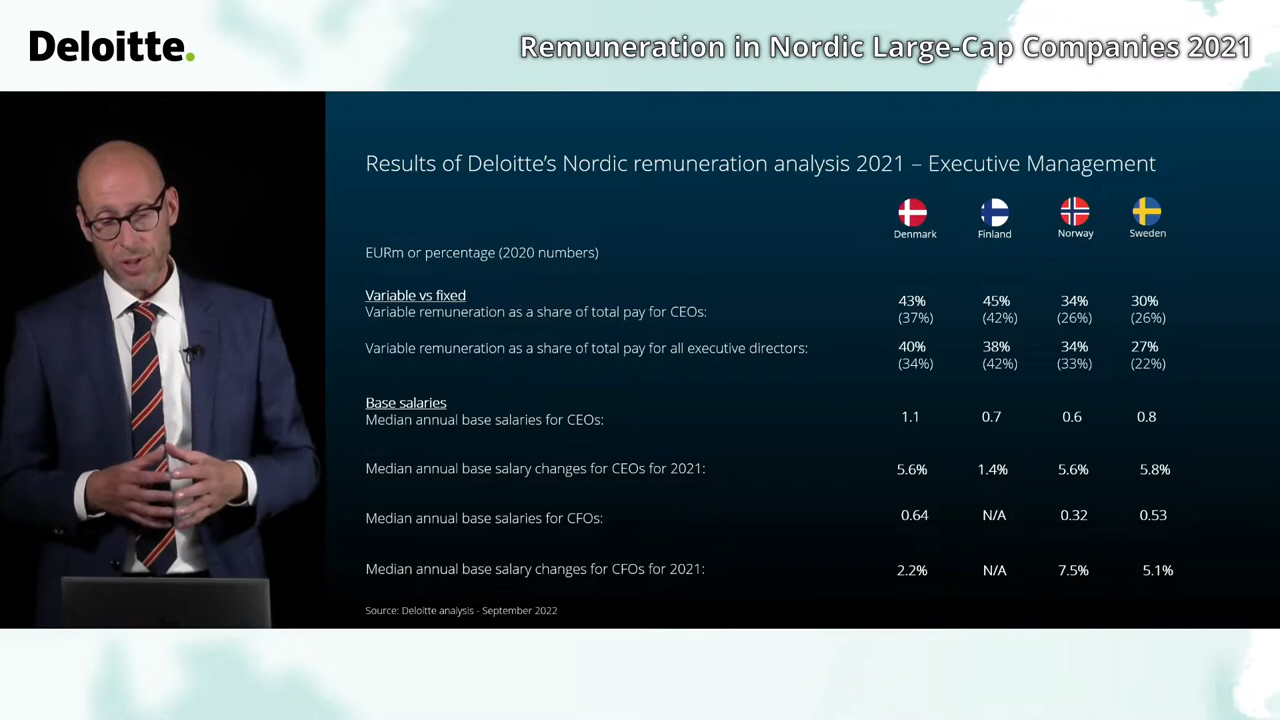 Deloitte.
Remuneration in Nordic Large-Cap Companies 2021
Results of Deloitte's Nordic remuneration analysis 2021 – Executive Management
Denmark Finland Norway Sweden
EURm or percentage (2020 numbers)
Variable vs fixed
Variable remuneration as a share of total pay for CEOs: 43% 45% 34% 30%
(37%) (42%) (26%) (26%)
Variable remuneration as a share of total pay for all executive directors: 40% 38% 34% 27%
(34%) (42%) (33%) (22%)
Base salaries
Median annual base salaries for CEOs: 1.1 0.7 0.6 0.8
Median annual base salary changes for CEOs for 2021: 5.6% 1.4% 5.6% 5.8%
Median annual base salaries for CFOs: 0.64 N/A 0.32 0.53
Median annual base salary changes for CFOs for 2021: 2.2% N/A 7.5% 5.1%
Source: Deloitte analysis - September 2022